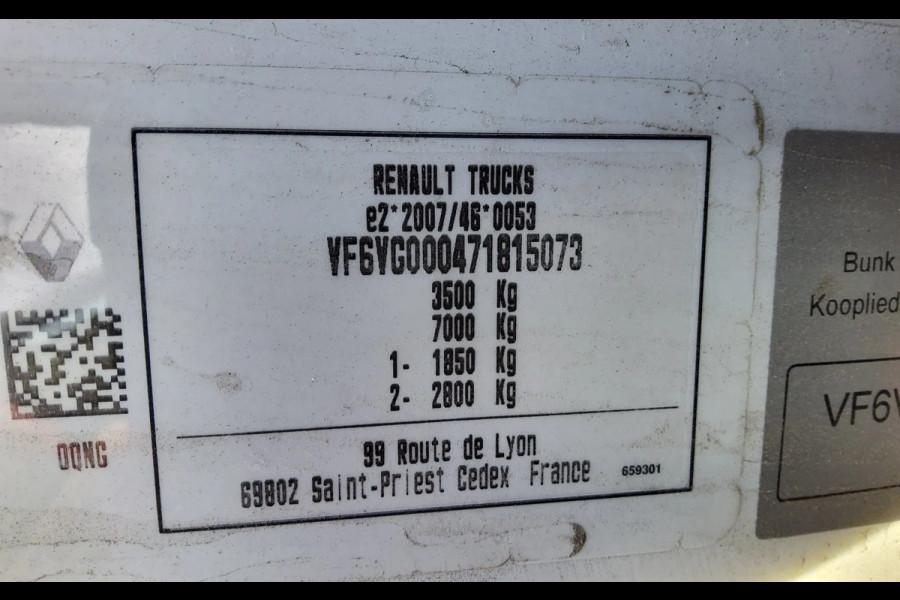 RENAULT TRUCKS
e2*2007/46*0053
VF6VG000471815073
3500 Kg
7000 Kg
1- 1850 Kg
2- 2800 Kg
99 Route de Lyon
69802 Saint-Priest Cedex France
659301
OQNG
Bunk
Kooplied
VF6V